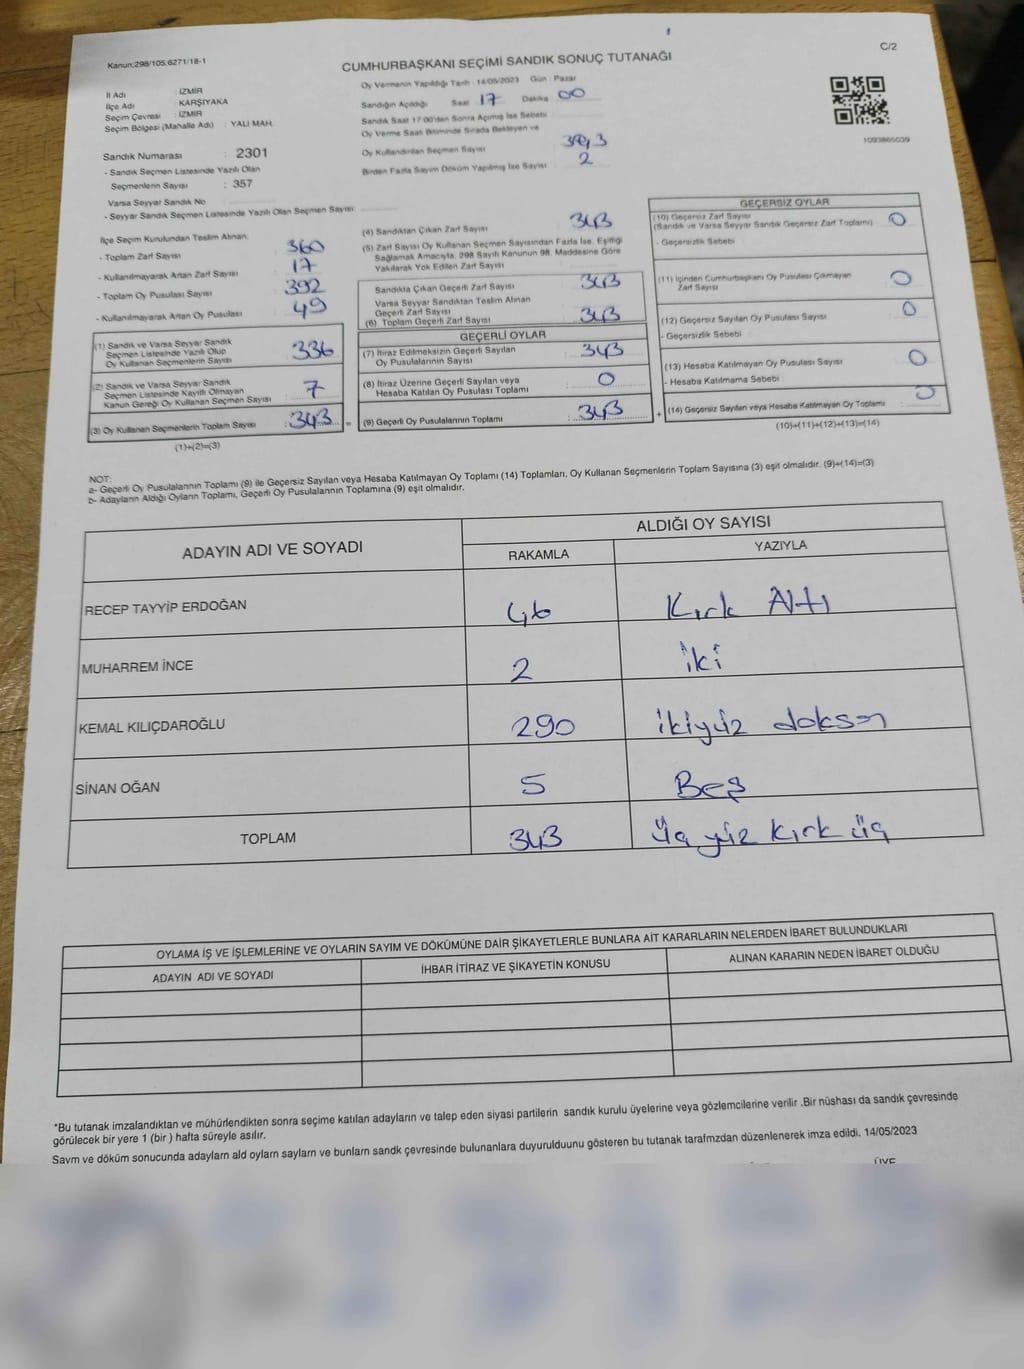 C/2
Kanun:298/105:6271/18-1
CUMHURBAŞKANI SEÇİMİ SANDIK SONUÇ TUTANAĞI
İl Adı : İZMİR
İlçe Adı : KARŞIYAKA
Seçim Çevresi : İZMİR
Seçim Bölgesi (Mahalle Adı) : YALI MAH.
Sandık Numarası : 2301
- Sandık Seçmen Listesinde Yazılı Olan
Seçmenlerin Sayısı : 357
Varsa Seyyar Sandık No
- Seyyar Sandık Seçmen Listesinde Yazılı Olan Seçmen Sayısı
Oy Vermenin Yapıldığı Tarih : 14/05/2023 Gün : Pazar
Sandığın Açıldığı Saat 17 Dakika 00
Sandık Saat 17:00'den Sonra Açılmış İse Sebebi
Oy Verme Saati Bitiminde Sırada Bekleyen ve
Oy Kullandırılan Seçmen Sayısı
Birden Fazla Sayım Döküm Yapılmış İse Sayısı 2
1093865039
İlçe Seçim Kurulundan Teslim Alınan:
- Toplam Zarf Sayısı 360
- Kullanılmayarak Artan Zarf Sayısı 17
- Toplam Oy Pusulası Sayısı 392
- Kullanılmayarak Artan Oy Pusulası 49
(1) Sandık ve Varsa Seyyar Sandık
Seçmen Listesinde Yazılı Olup
Oy Kullanan Seçmenlerin Sayısı 336
(2) Sandık ve Varsa Seyyar Sandık
Seçmen Listesinde Kayıtlı Olmayan
Kanun Gereği Oy Kullanan Seçmen Sayısı 7
(3) Oy Kullanan Seçmenlerin Toplam Sayısı : 343 =
(1)+(2)=(3)
(4) Sandıktan Çıkan Zarf Sayısı 343
(5) Zarf Sayısı Oy Kullanan Seçmen Sayısından Fazla İse, Eşitliği
Sağlamak Amacıyla, 298 Sayılı Kanunun 98. Maddesine Göre
Yakılarak Yok Edilen Zarf Sayısı
Sandıkta Çıkan Geçerli Zarf Sayısı 343
Varsa Seyyar Sandıktan Teslim Alınan
Geçerli Zarf Sayısı
(6) Toplam Geçerli Zarf Sayısı 343
GEÇERLİ OYLAR
(7) İtiraz Edilmeksizin Geçerli Sayılan
Oy Pusulalarının Sayısı 343
(8) İtiraz Üzerine Geçerli Sayılan veya
Hesaba Katılan Oy Pusulası Toplamı 0
(9) Geçerli Oy Pusulalarının Toplamı : 343 +
GEÇERSİZ OYLAR
(10) Geçersiz Zarf Sayısı
(Sandık ve Varsa Seyyar Sandık Geçersiz Zarf Toplamı) 0
- Geçersizlik Sebebi
(11) İçinden Cumhurbaşkanı Oy Pusulası Çıkmayan
Zarf Sayısı 0
(12) Geçersiz Sayılan Oy Pusulası Sayısı 0
- Geçersizlik Sebebi
(13) Hesaba Katılmayan Oy Pusulası Sayısı 0
- Hesaba Katılmama Sebebi
(14) Geçersiz Sayılan veya Hesaba Katılmayan Oy Toplamı 0
(10)+(11)+(12)+(13)=(14)
NOT:
a- Geçerli Oy Pusulalarının Toplamı (9) ile Geçersiz Sayılan veya Hesaba Katılmayan Oy Toplamı (14) Toplamları, Oy Kullanan Seçmenlerin Toplam Sayısına (3) eşit olmalıdır. (9)+(14)=(3)
b- Adayların Aldığı Oyların Toplamı, Geçerli Oy Pusulalarının Toplamına (9) eşit olmalıdır.
ADAYIN ADI VE SOYADI
ALDIĞI OY SAYISI
RAKAMLA YAZIYLA
RECEP TAYYİP ERDOĞAN 46 Kırk Altı
MUHARREM İNCE 2 iki
KEMAL KILIÇDAROĞLU 290 ikiyüz doksan
SİNAN OĞAN 5 Beş
TOPLAM 343 üç yüz kırk üç
OYLAMA İŞ VE İŞLEMLERİNE VE OYLARIN SAYIM VE DÖKÜMÜNE DAİR ŞİKAYETLERLE BUNLARA AİT KARARLARIN NELERDEN İBARET BULUNDUKLARI
ADAYIN ADI VE SOYADI İHBAR İTİRAZ VE ŞİKAYETİN KONUSU ALINAN KARARIN NEDEN İBARET OLDUĞU
*Bu tutanak imzalandıktan ve mühürlendikten sonra seçime katılan adayların ve talep eden siyasi partilerin sandık kurulu üyelerine veya gözlemcilerine verilir .Bir nüshası da sandık çevresinde
görülecek bir yere 1 (bir ) hafta süreyle asılır.
Saym ve döküm sonucunda adaylarn ald oylarn saylarn ve bunlarn sandk çevresinde bulunanlara duyurulduunu gösteren bu tutanak tarafmzdan düzenlenerek imza edildi. 14/05/2023
ÜYE